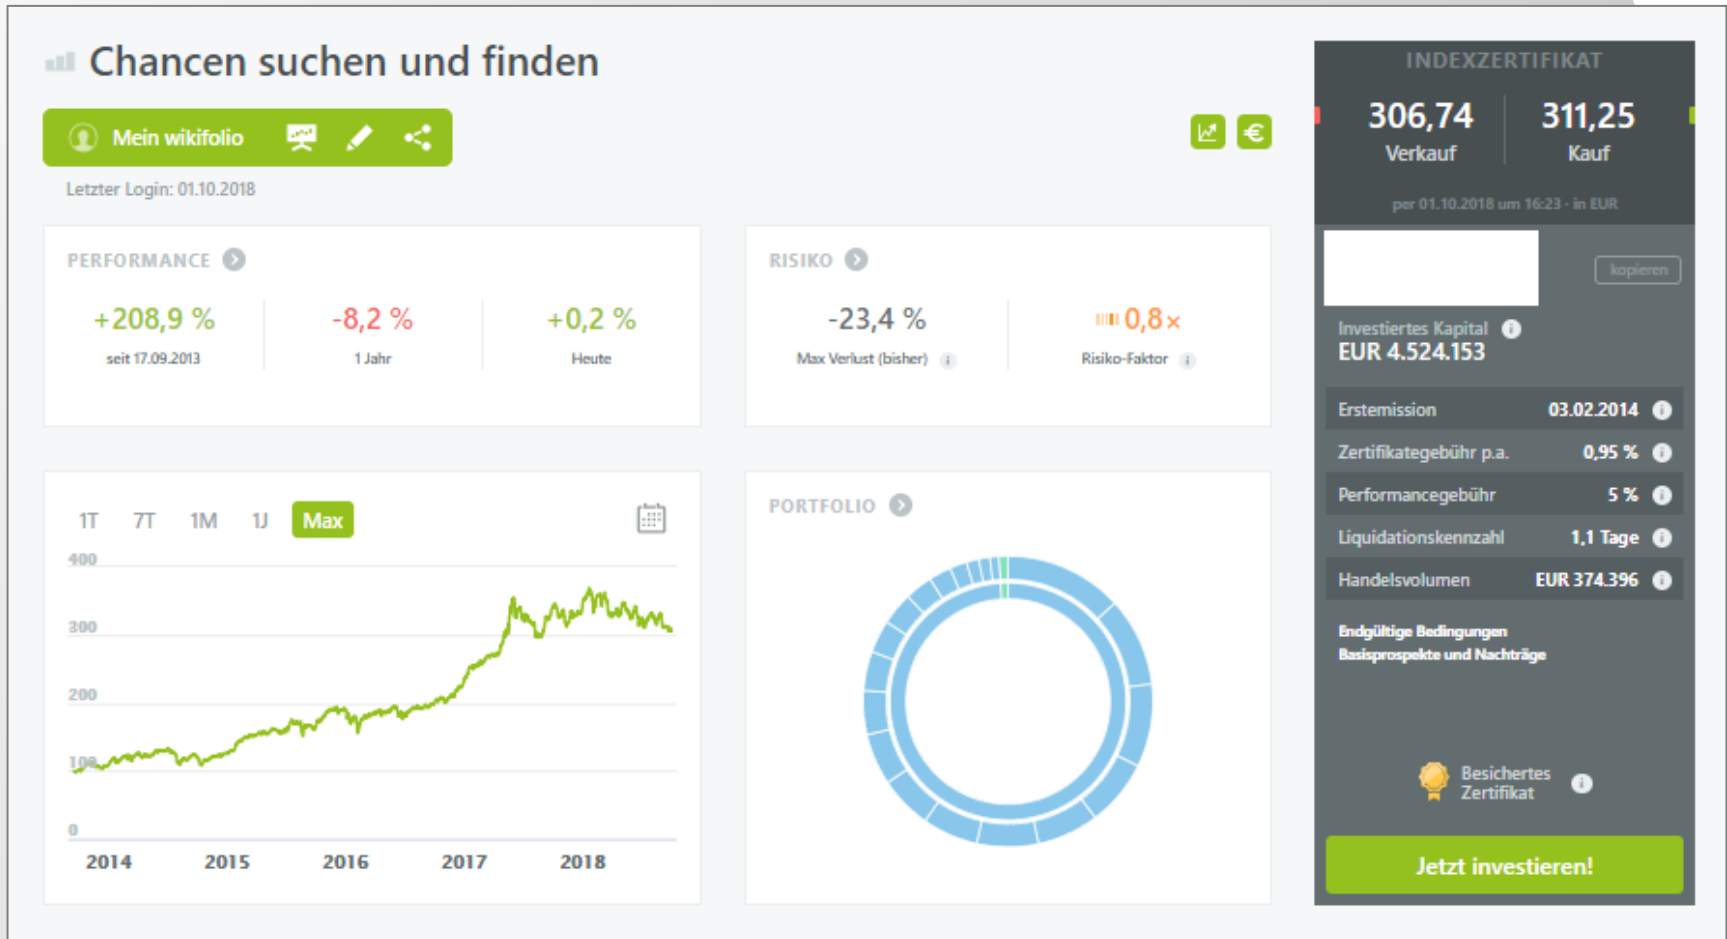 Chancen suchen und finden
Mein wikifolio
Letzter Login: 01.10.2018
PERFORMANCE
+208,9 %
seit 17.09.2013
-8,2 %
1 Jahr
+0,2 %
Heute
RISIKO
-23,4 %
Max Verlust (bisher)
0,8×
Risiko-Faktor
1T 7T 1M 1J Max
400
300
200
100
0
2014 2015 2016 2017 2018
PORTFOLIO
INDEXZERTIFIKAT
306,74 311,25
Verkauf Kauf
per 01.10.2018 um 16:23 - in EUR
kopieren
Investiertes Kapital
EUR 4.524.153
Erstemission 03.02.2014
Zertifikategebühr p.a. 0,95 %
Performancegebühr 5 %
Liquidationskennzahl 1,1 Tage
Handelsvolumen EUR 374.396
Endgültige Bedingungen
Basisprospekte und Nachträge
Besichertes
Zertifikat
Jetzt investieren!